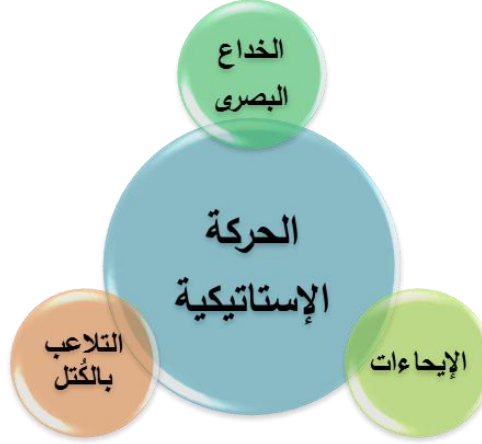 الخداع
البصرى
الحركة
الإستاتيكية
الإيحاءات
التلاعب
بالكُتل